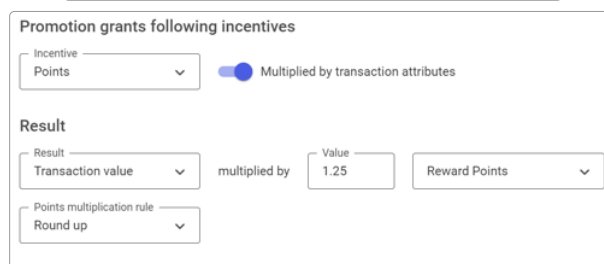 Promotion grants following incentives
Incentive
Points
Multiplied by transaction attributes
Result
Result
Transaction value
multiplied by
Value
1.25
Reward Points
Points multiplication rule
Round up